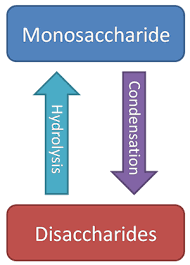 Monosaccharide
Hydrolysis
Condensation
Disaccharides